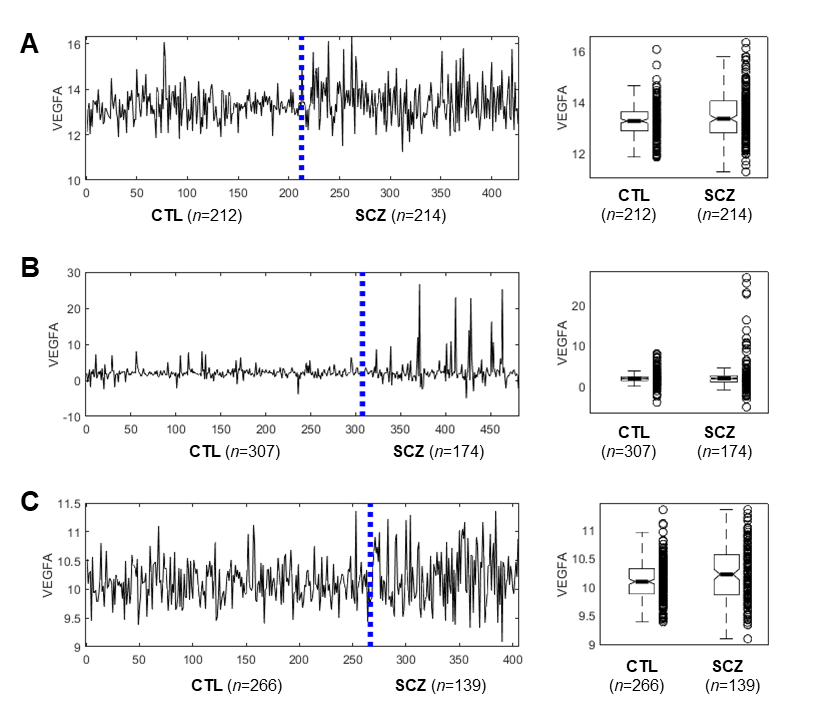 A
VEGFA
16
14
12
10
0 50 100 150 200 250 300 350 400
CTL (n=212) SCZ (n=214)
VEGFA
16
14
12
CTL SCZ
(n=212) (n=214)
B
VEGFA
30
20
10
0
-10
0 50 100 150 200 250 300 350 400 450
CTL (n=307) SCZ (n=174)
VEGFA
20
10
0
CTL SCZ
(n=307) (n=174)
C
VEGFA
11.5
11
10.5
10
9.5
9
0 50 100 150 200 250 300 350 400
CTL (n=266) SCZ (n=139)
VEGFA
11
10.5
10
9.5
9
CTL SCZ
(n=266) (n=139)